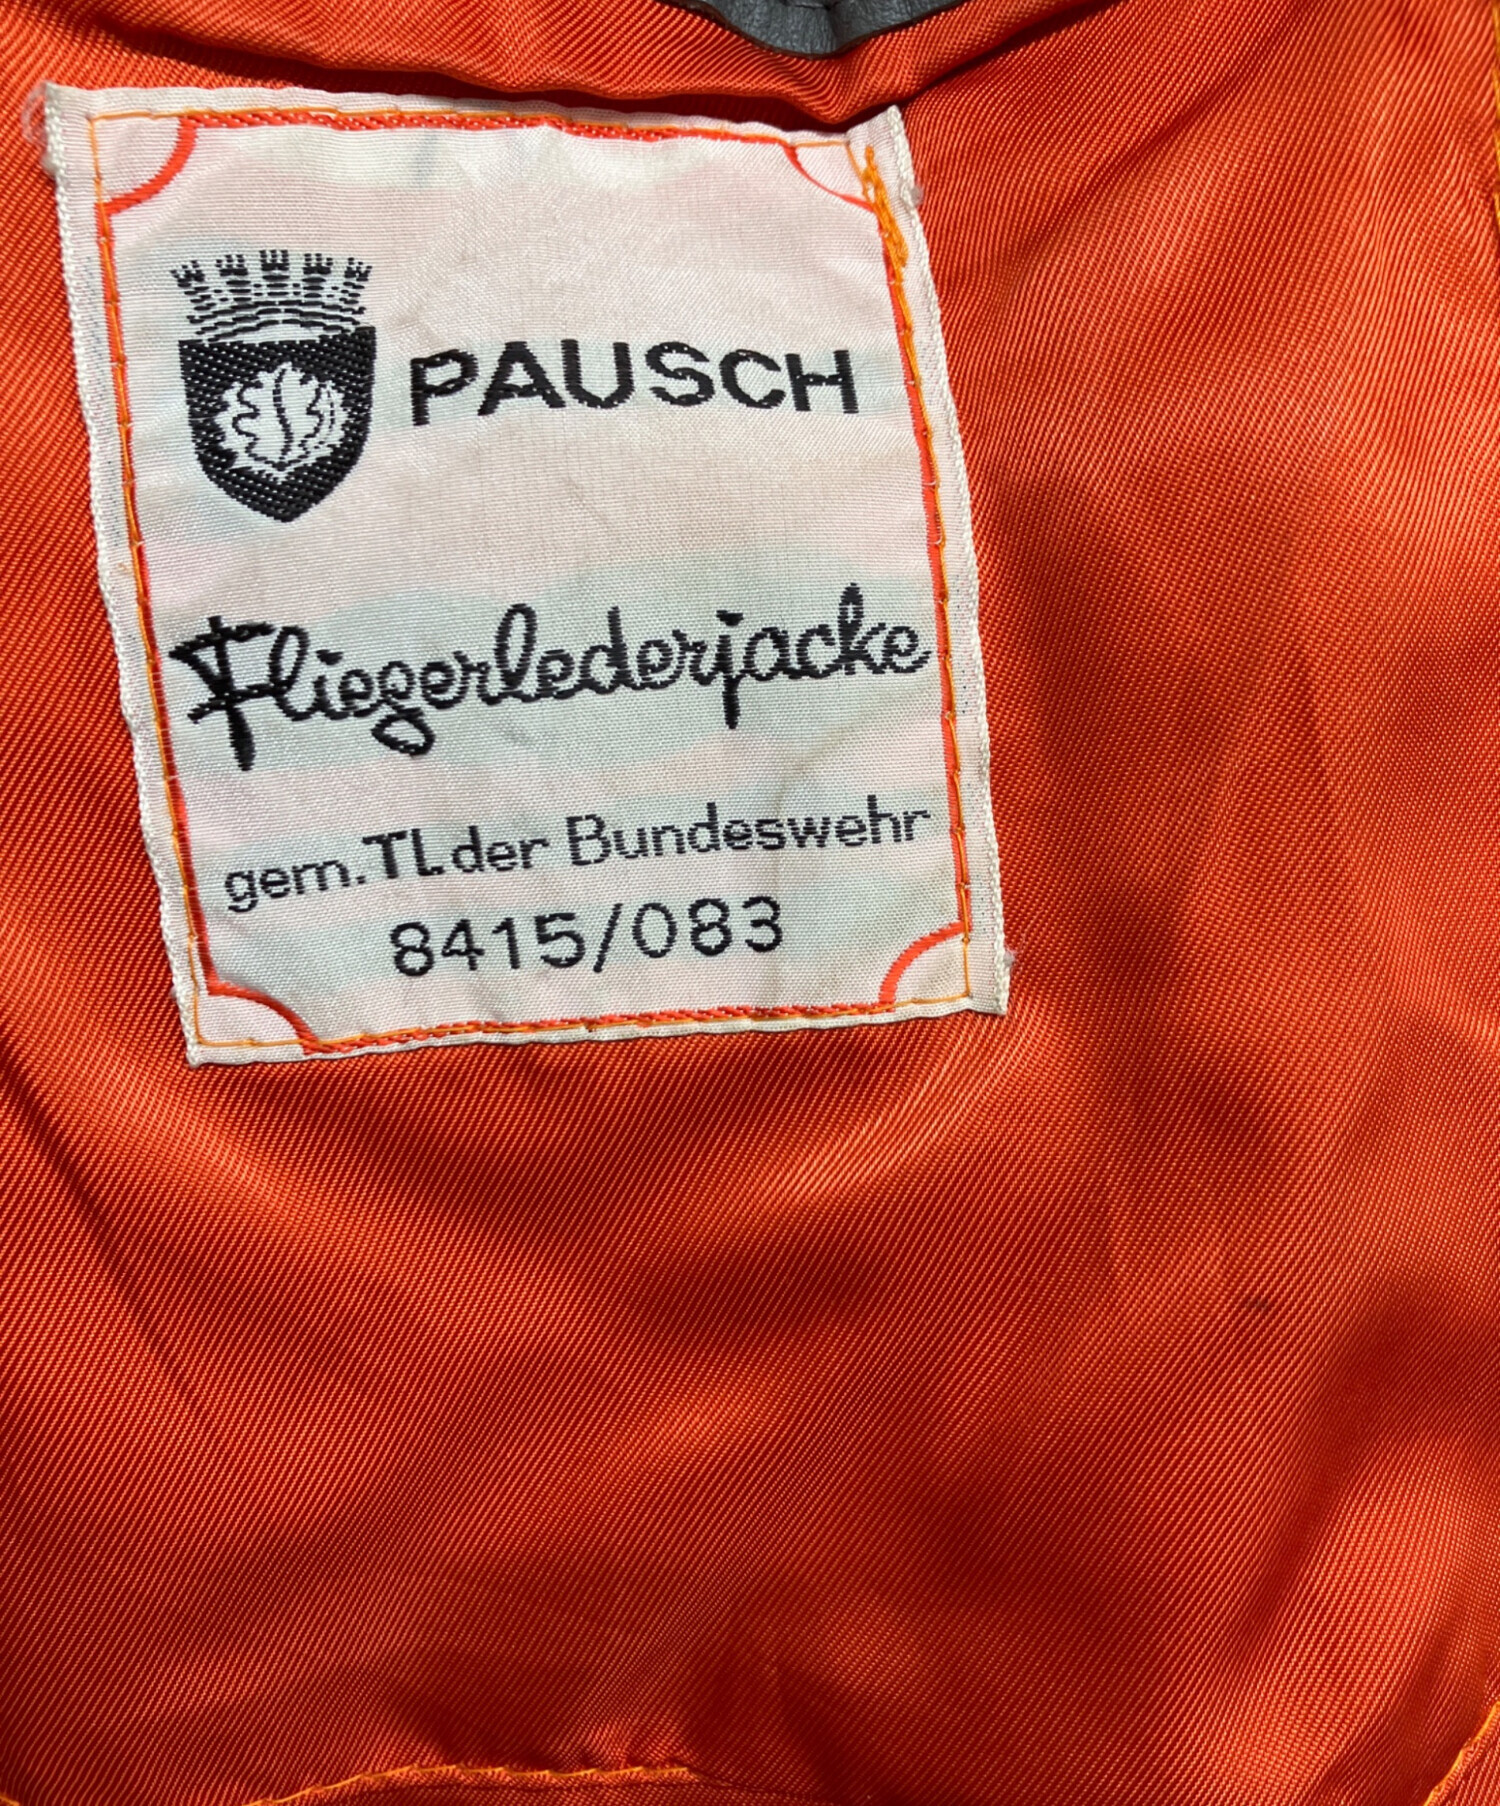 PAUSCH
Fliegerlederjacke
gem. TL. der Bundeswehr
8415/083